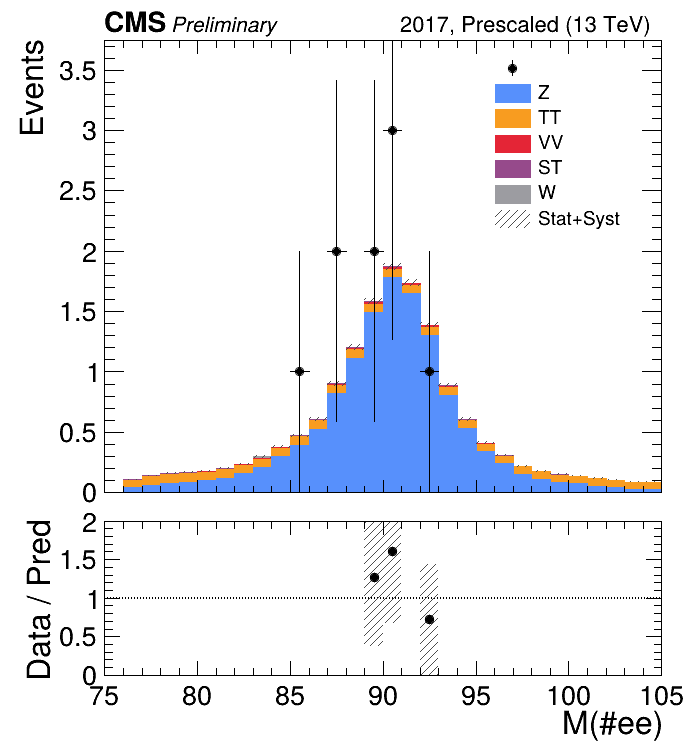 CMS Preliminary 2017, Prescaled (13 TeV)
Events
3.5
3
2.5
2
1.5
1
0.5
0
Z
TT
VV
ST
W
Stat+Syst
Data / Pred
2
1.5
1
0.5
0
75 80 85 90 95 100 105
M(#ee)